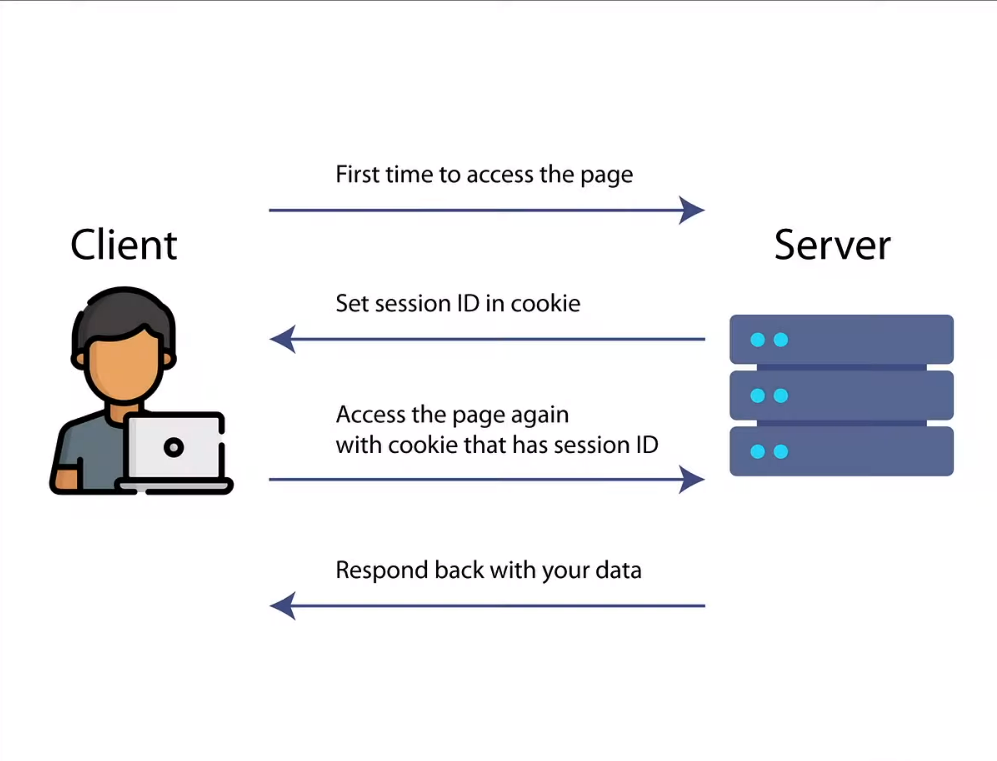 First time to access the page
Client
Server
Set session ID in cookie
Access the page again
with cookie that has session ID
Respond back with your data